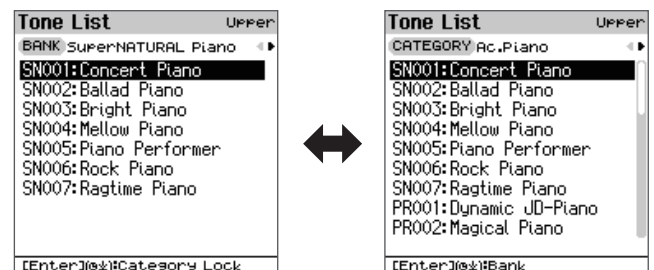 Tone List Upper
BANK SuperNATURAL Piano
SN001:Concert Piano
SN002:Ballad Piano
SN003:Bright Piano
SN004:Mellow Piano
SN005:Piano Performer
SN006:Rock Piano
SN007:Ragtime Piano
[Enter](@*):Category Lock
Tone List Upper
CATEGORY Ac.Piano
SN001:Concert Piano
SN002:Ballad Piano
SN003:Bright Piano
SN004:Mellow Piano
SN005:Piano Performer
SN006:Rock Piano
SN007:Ragtime Piano
PR001:Dynamic JD-Piano
PR002:Magical Piano
[Enter](@*):Bank